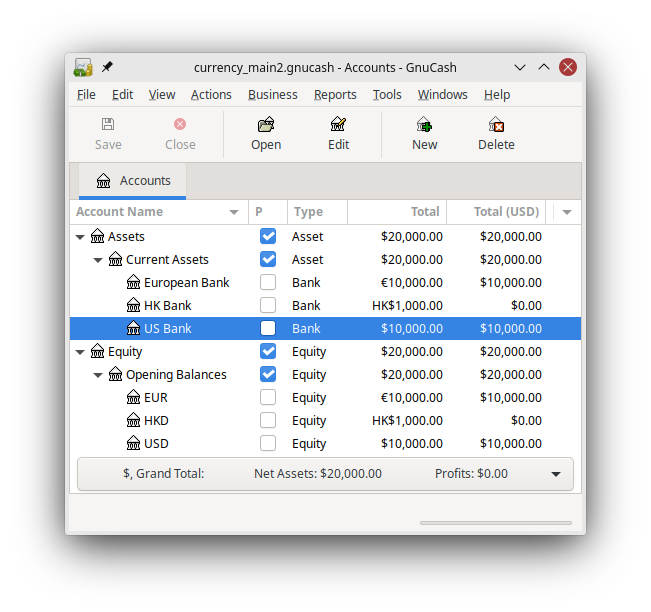 currency_main2.gnucash - Accounts - GnuCash
File Edit View Actions Business Reports Tools Windows Help
Save Close Open Edit New Delete
Accounts
Account Name P Type Total Total (USD)
Assets Asset $20,000.00 $20,000.00
Current Assets Asset $20,000.00 $20,000.00
European Bank Bank €10,000.00 $10,000.00
HK Bank Bank HK$1,000.00 $0.00
US Bank Bank $10,000.00 $10,000.00
Equity Equity $20,000.00 $20,000.00
Opening Balances Equity $20,000.00 $20,000.00
EUR Equity €10,000.00 $10,000.00
HKD Equity HK$1,000.00 $0.00
USD Equity $10,000.00 $10,000.00
$, Grand Total: Net Assets: $20,000.00 Profits: $0.00